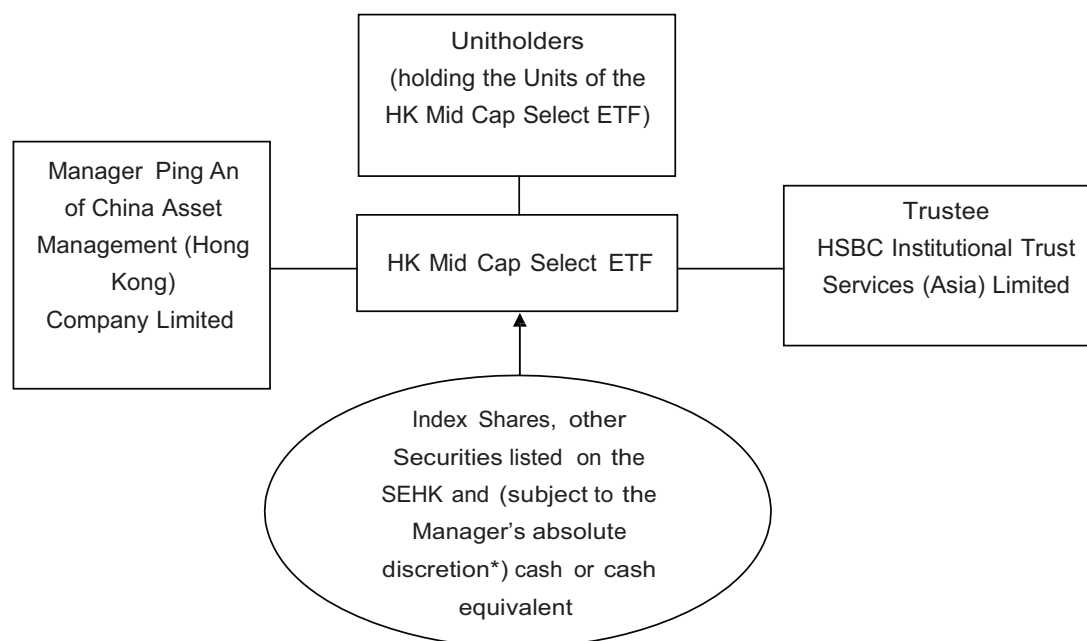 Unitholders
(holding the Units of the
HK Mid Cap Select ETF)
Manager Ping An
of China Asset
Management (Hong
Kong)
Company Limited
HK Mid Cap Select ETF
Trustee
HSBC Institutional Trust
Services (Asia) Limited
Index Shares, other
Securities listed on the
SEHK and (subject to the
Manager's absolute
discretion*) cash or cash
equivalent